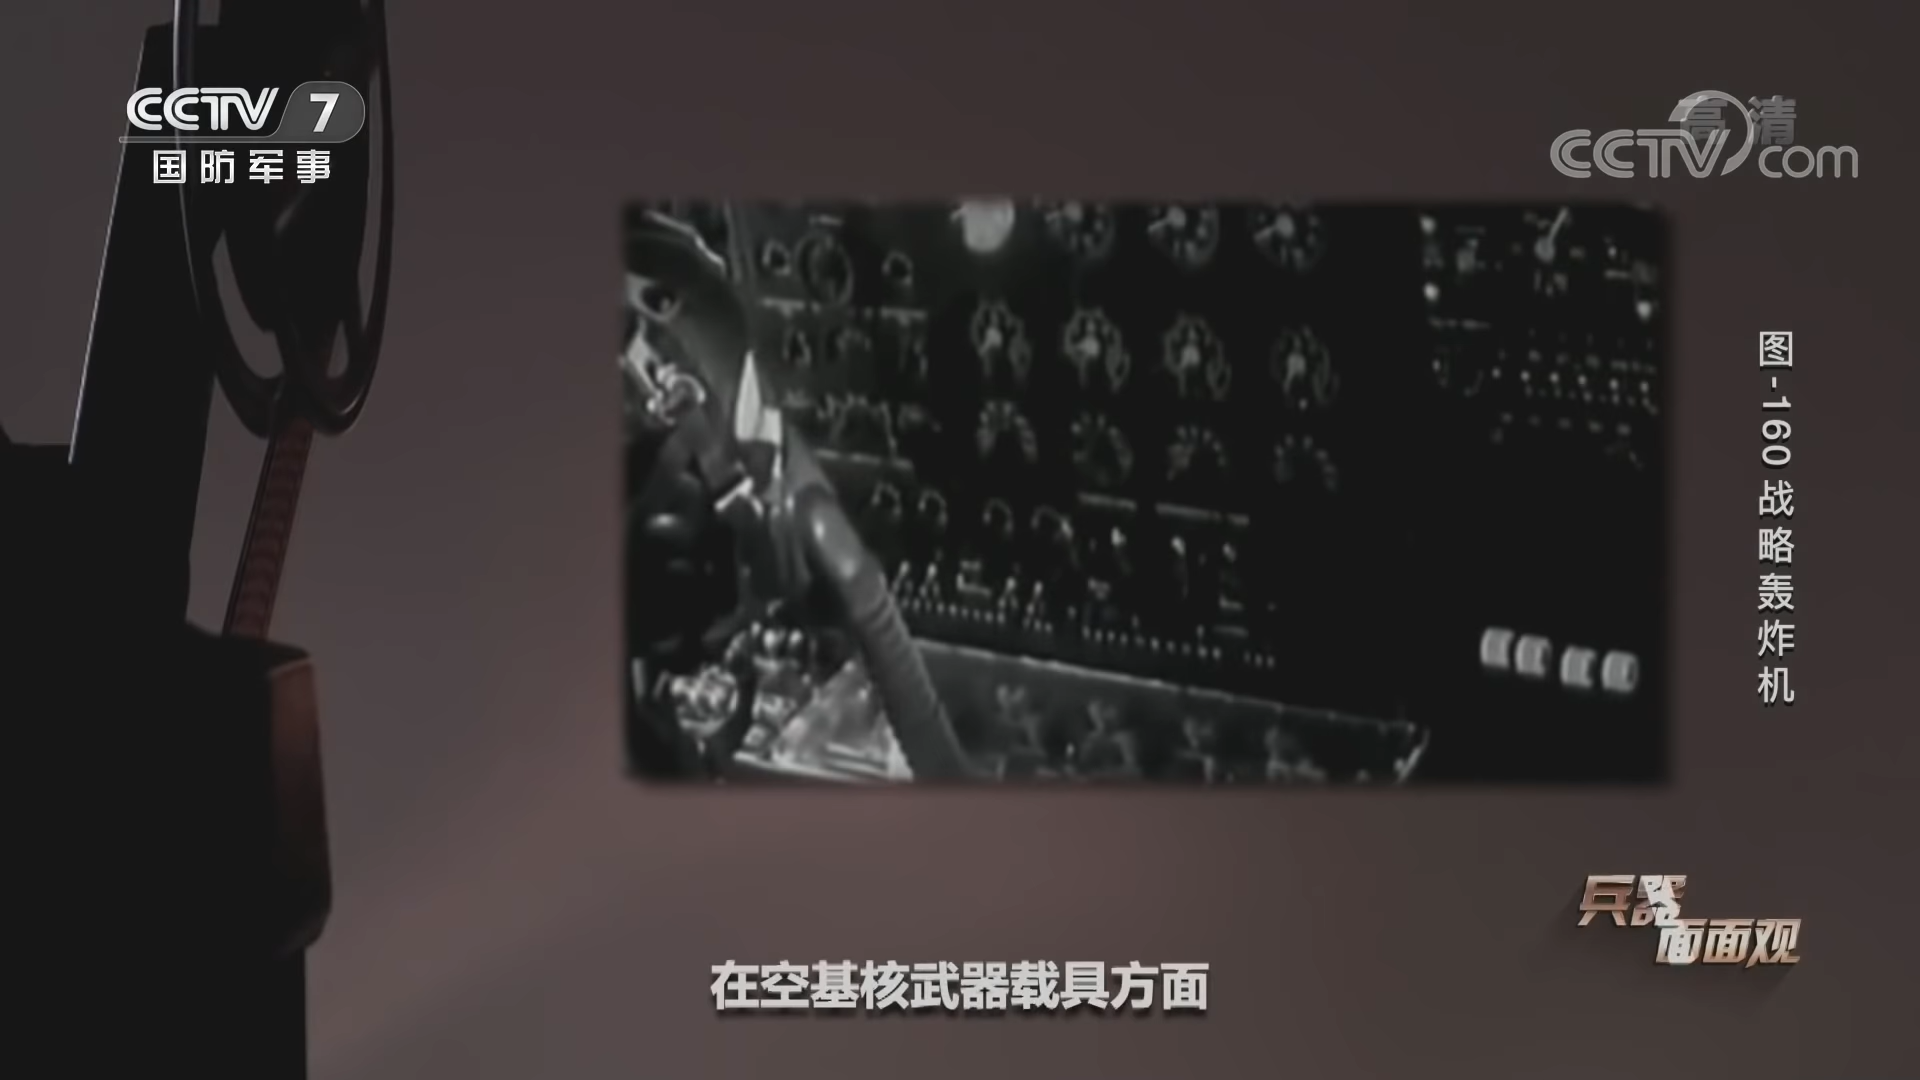 CCTV 7
国防军事
高清
CCTV com
图-160战略轰炸机
兵器
面面观
在空基核武器载具方面